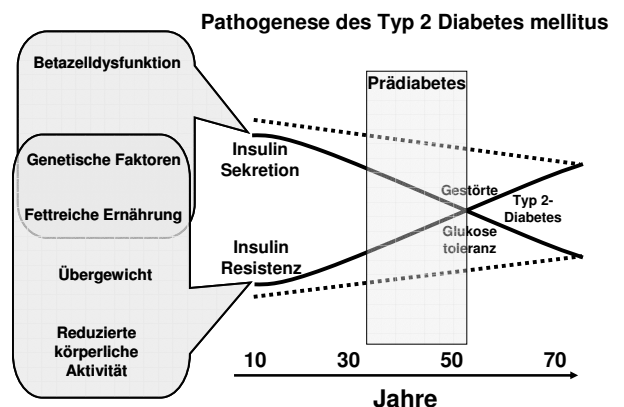 Pathogenese des Typ 2 Diabetes mellitus
Betazelldysfunktion
Genetische Faktoren
Fettreiche Ernährung
Übergewicht
Reduzierte
körperliche
Aktivität
Insulin
Sekretion
Insulin
Resistenz
Prädiabetes
Gestörte
Glukose
toleranz
Typ 2-
Diabetes
10 30 50 70
Jahre